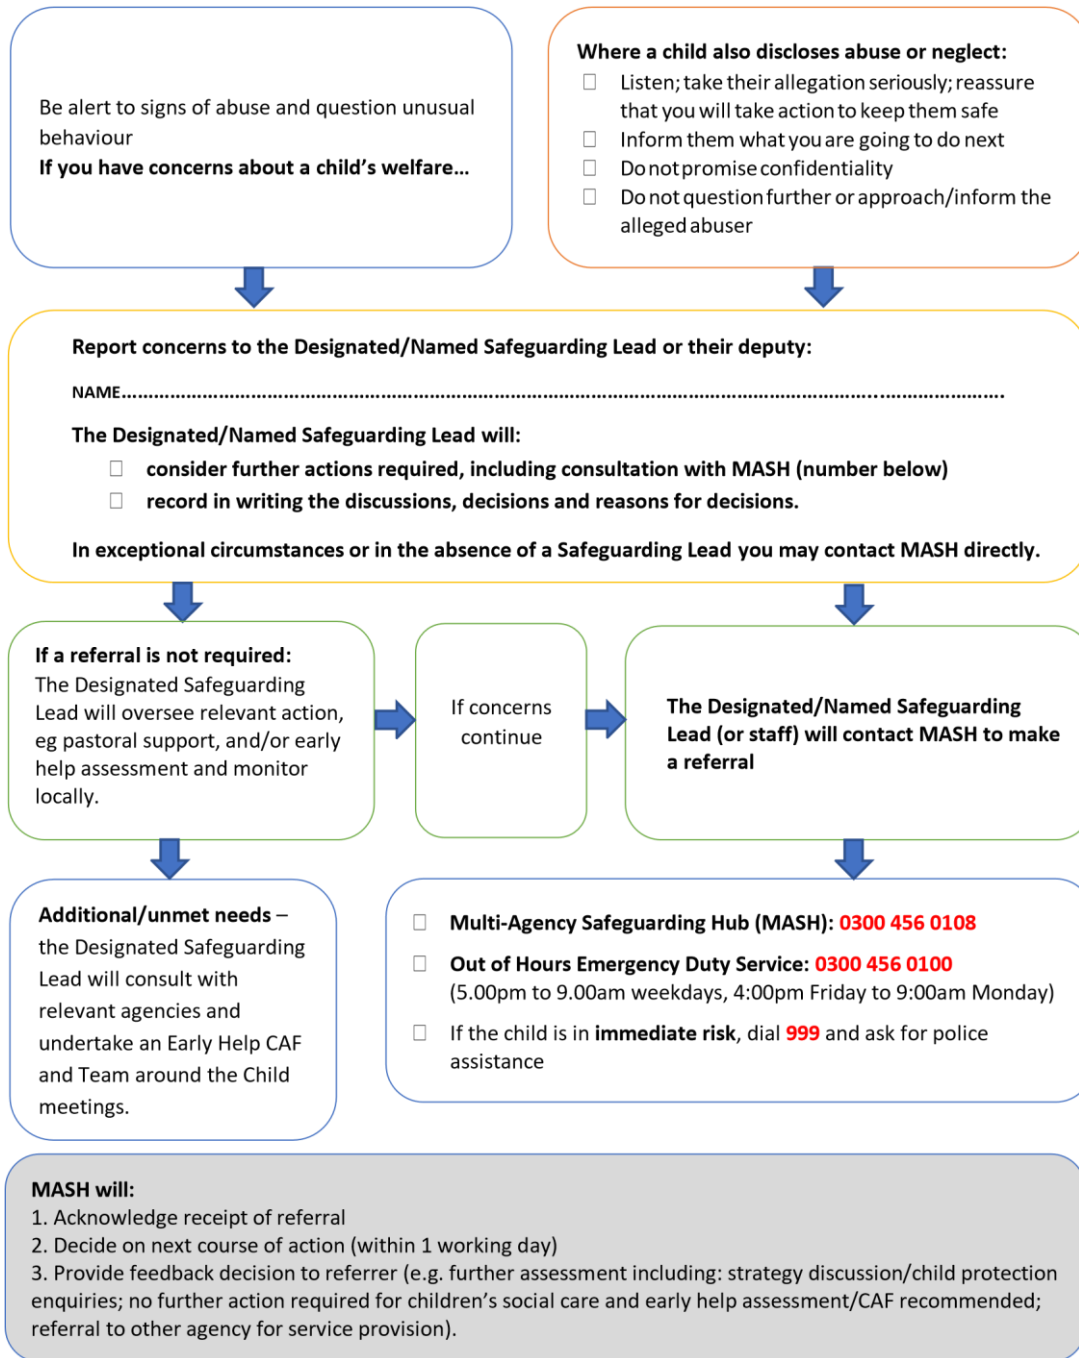 Be alert to signs of abuse and question unusual
behaviour
If you have concerns about a child's welfare…
Where a child also discloses abuse or neglect:
☐ Listen; take their allegation seriously; reassure
that you will take action to keep them safe
☐ Inform them what you are going to do next
☐ Do not promise confidentiality
☐ Do not question further or approach/inform the
alleged abuser
Report concerns to the Designated/Named Safeguarding Lead or their deputy:
NAME………………………………………………………………………………………………………………………...…………………….
The Designated/Named Safeguarding Lead will:
☐ consider further actions required, including consultation with MASH (number below)
☐ record in writing the discussions, decisions and reasons for decisions.
In exceptional circumstances or in the absence of a Safeguarding Lead you may contact MASH directly.
If a referral is not required:
The Designated Safeguarding
Lead will oversee relevant action,
eg pastoral support, and/or early
help assessment and monitor
locally.
If concerns
continue
The Designated/Named Safeguarding
Lead (or staff) will contact MASH to make
a referral
Additional/unmet needs –
the Designated Safeguarding
Lead will consult with
relevant agencies and
undertake an Early Help CAF
and Team around the Child
meetings.
☐ Multi-Agency Safeguarding Hub (MASH): 0300 456 0108
☐ Out of Hours Emergency Duty Service: 0300 456 0100
(5.00pm to 9.00am weekdays, 4:00pm Friday to 9:00am Monday)
☐ If the child is in immediate risk, dial 999 and ask for police
assistance
MASH will:
1. Acknowledge receipt of referral
2. Decide on next course of action (within 1 working day)
3. Provide feedback decision to referrer (e.g. further assessment including: strategy discussion/child protection
enquiries; no further action required for children's social care and early help assessment/CAF recommended;
referral to other agency for service provision).